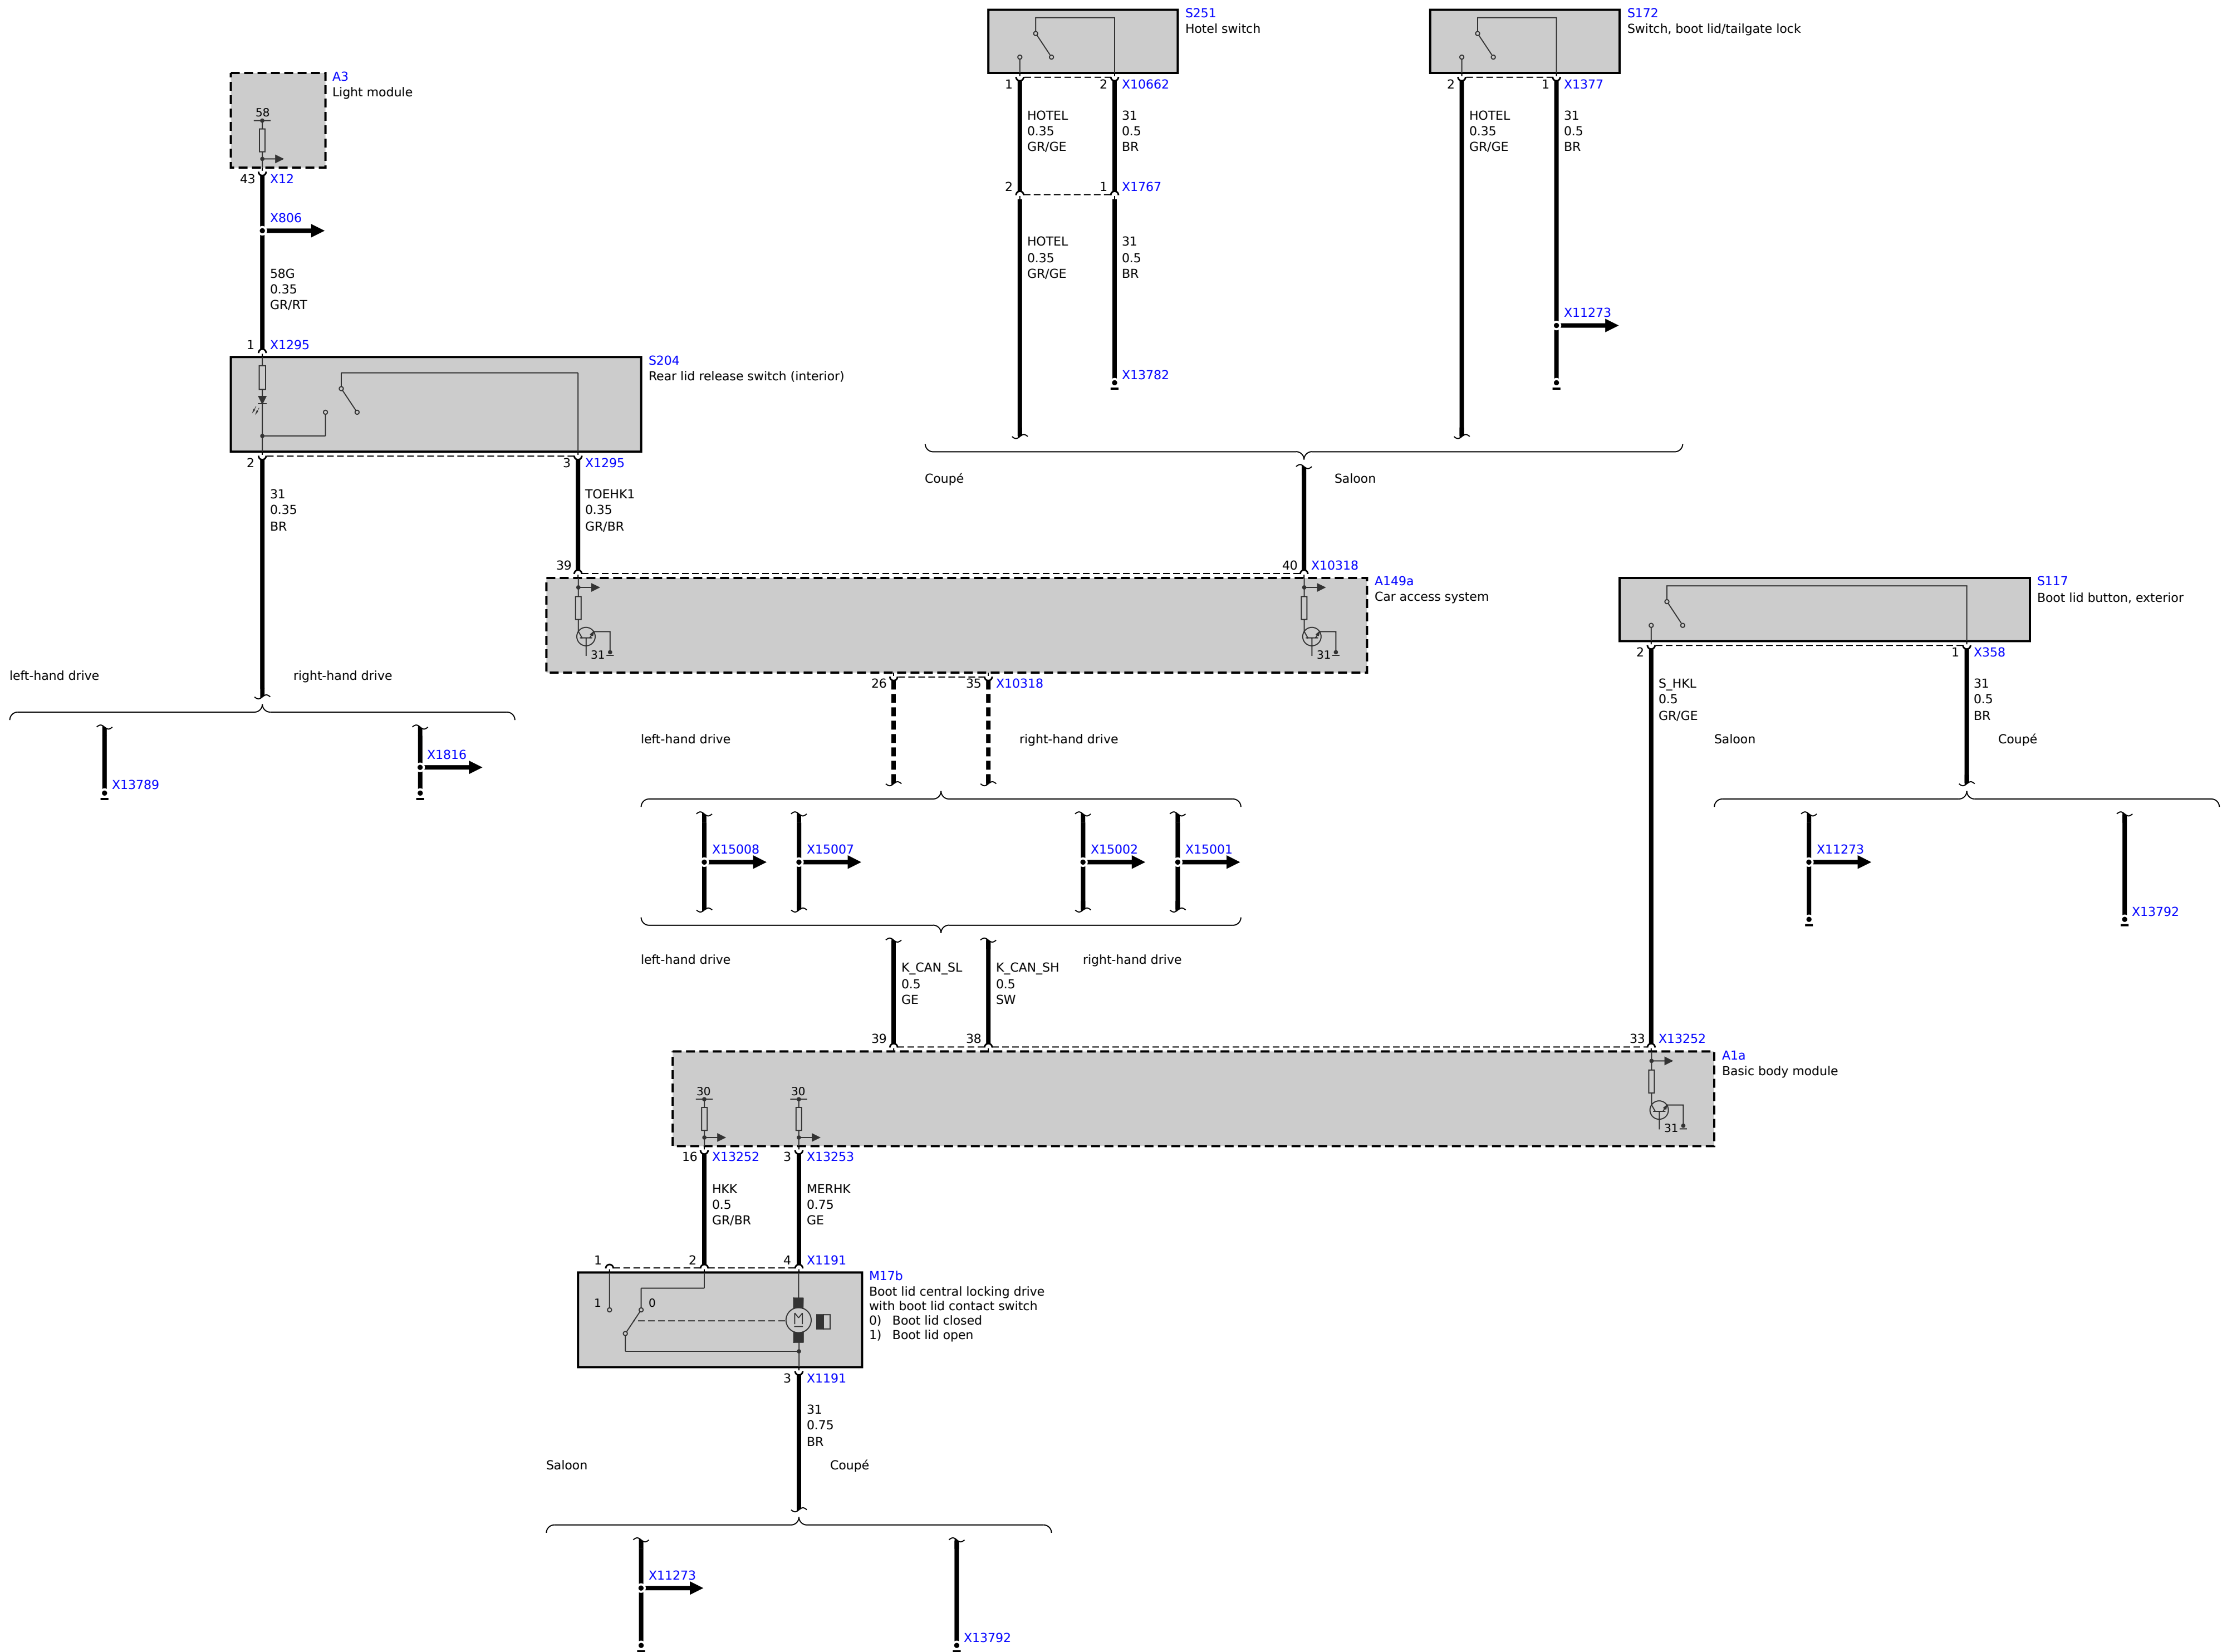 S251
Hotel switch
S172
Switch, boot lid/tailgate lock
A3
Light module
58
1
2
X10662
2
1
X1377
HOTEL
0.35
GR/GE
31
0.5
BR
HOTEL
0.35
GR/GE
31
0.5
BR
43
X12
2
1
X1767
X806
HOTEL
0.35
GR/GE
31
0.5
BR
58G
0.35
GR/RT
X11273
1
X1295
S204
Rear lid release switch (interior)
X13782
2
3
X1295
Coupé
Saloon
31
0.35
BR
TOEHK1
0.35
GR/BR
39
40
X10318
A149a
Car access system
31
31
S117
Boot lid button, exterior
2
1
X358
left-hand drive
right-hand drive
26
35
X10318
S_HKL
0.5
GR/GE
31
0.5
BR
left-hand drive
right-hand drive
Saloon
Coupé
X1816
X13789
X15008
X15007
X15002
X15001
X11273
X13792
left-hand drive
K_CAN_SL
0.5
GE
K_CAN_SH
0.5
SW
right-hand drive
39
38
33
X13252
A1a
Basic body module
30
30
31
16
X13252
3
X13253
HKK
0.5
GR/BR
MERHK
0.75
GE
1
2
4
X1191
M17b
Boot lid central locking drive
with boot lid contact switch
0) Boot lid closed
1) Boot lid open
1
0
M
3
X1191
31
0.75
BR
Saloon
Coupé
X11273
X13792